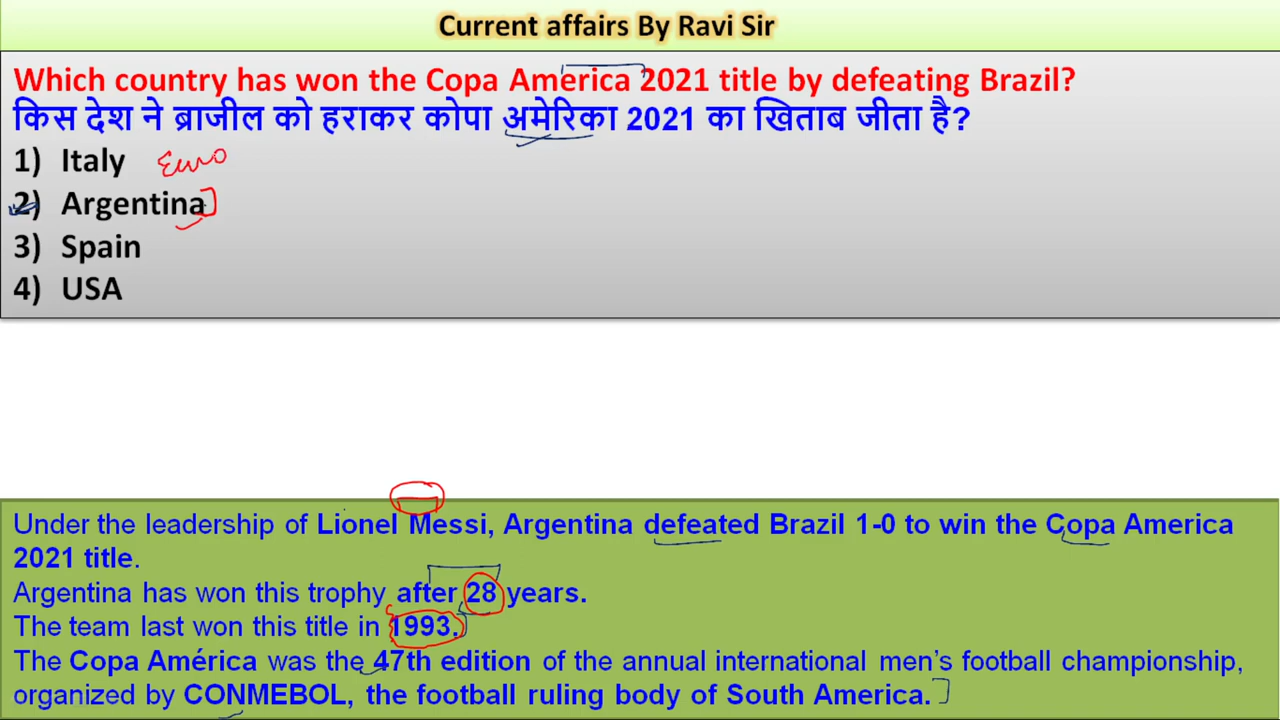 Current affairs By Ravi Sir
Which country has won the Copa America 2021 title by defeating Brazil?
किस देश ने ब्राजील को हराकर कोपा अमेरिका 2021 का खिताब जीता है?
1) Italy Euro
2) Argentina
3) Spain
4) USA
Under the leadership of Lionel Messi, Argentina defeated Brazil 1-0 to win the Copa America
2021 title.
Argentina has won this trophy after 28 years.
The team last won this title in 1993.
The Copa América was the 47th edition of the annual international men's football championship,
organized by CONMEBOL, the football ruling body of South America.